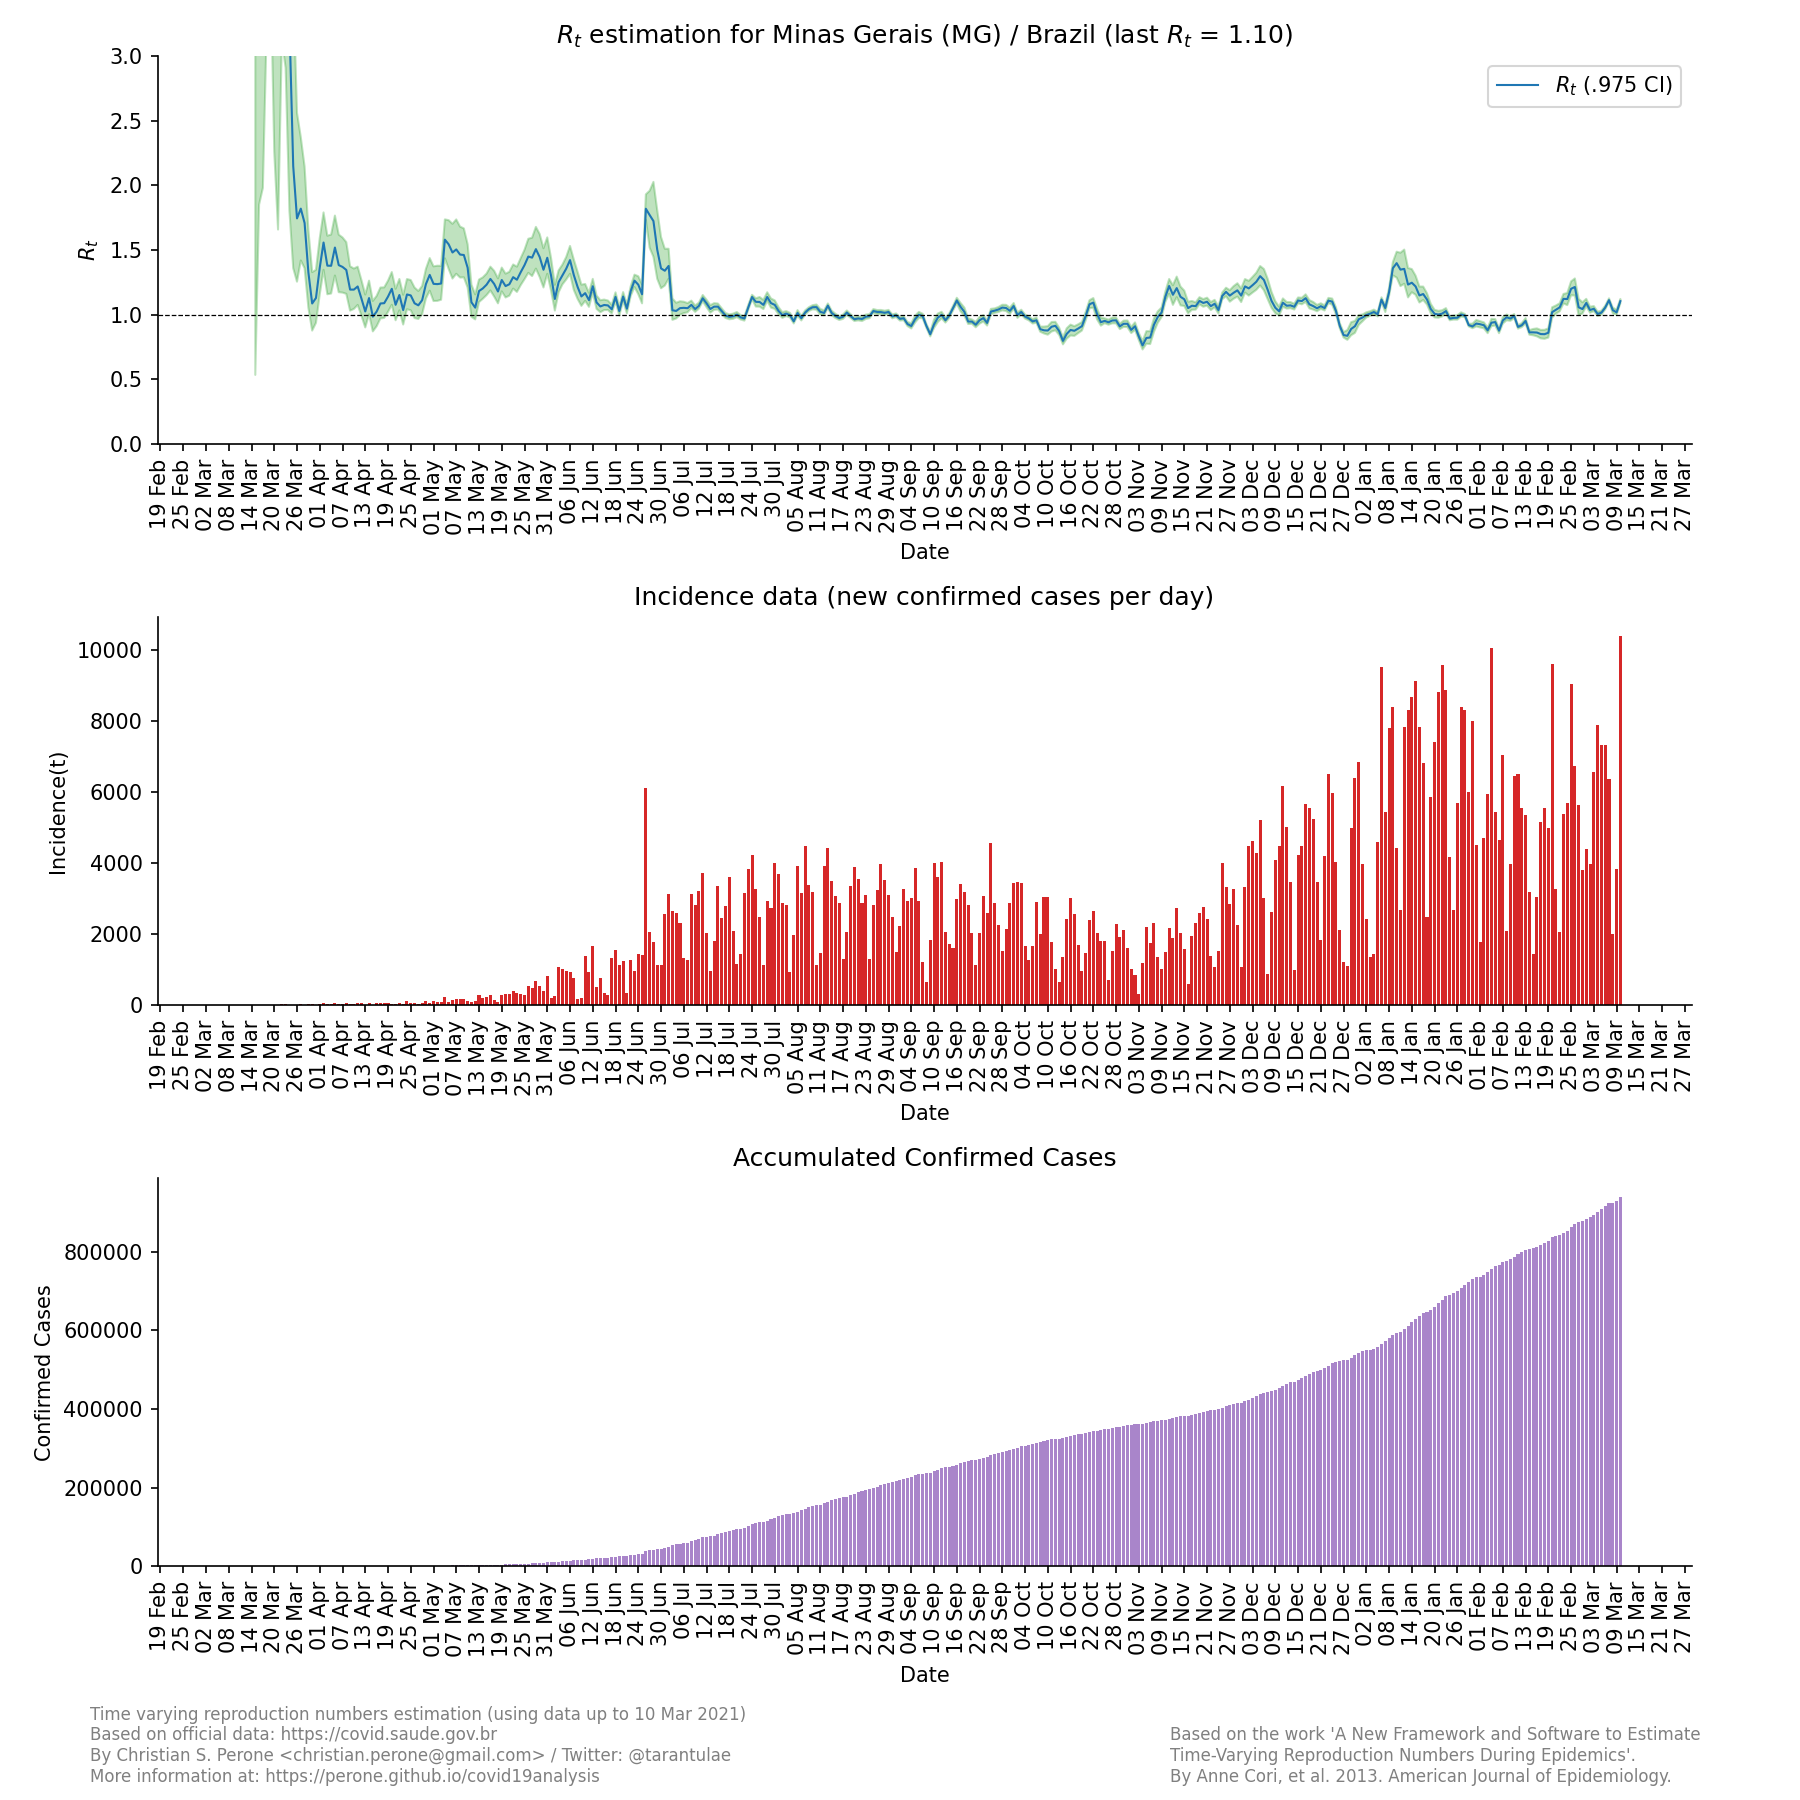 Rt estimation for Minas Gerais (MG) / Brazil (last Rt = 1.10)
3.0
2.5
2.0
1.5
1.0
0.5
0.0
Rt
Rt (.975 CI)
19 Feb 25 Feb 02 Mar 08 Mar 14 Mar 20 Mar 26 Mar 01 Apr 07 Apr 13 Apr 19 Apr 25 Apr 01 May 07 May 13 May 19 May 25 May 31 May 06 Jun 12 Jun 18 Jun 24 Jun 30 Jun 06 Jul 12 Jul 18 Jul 24 Jul 30 Jul 05 Aug 11 Aug 17 Aug 23 Aug 29 Aug 04 Sep 10 Sep 16 Sep 22 Sep 28 Sep 04 Oct 10 Oct 16 Oct 22 Oct 28 Oct 03 Nov 09 Nov 15 Nov 21 Nov 27 Nov 03 Dec 09 Dec 15 Dec 21 Dec 27 Dec 02 Jan 08 Jan 14 Jan 20 Jan 26 Jan 01 Feb 07 Feb 13 Feb 19 Feb 25 Feb 03 Mar 09 Mar 15 Mar 21 Mar 27 Mar
Date
Incidence data (new confirmed cases per day)
10000
8000
6000
4000
2000
0
Incidence(t)
19 Feb 25 Feb 02 Mar 08 Mar 14 Mar 20 Mar 26 Mar 01 Apr 07 Apr 13 Apr 19 Apr 25 Apr 01 May 07 May 13 May 19 May 25 May 31 May 06 Jun 12 Jun 18 Jun 24 Jun 30 Jun 06 Jul 12 Jul 18 Jul 24 Jul 30 Jul 05 Aug 11 Aug 17 Aug 23 Aug 29 Aug 04 Sep 10 Sep 16 Sep 22 Sep 28 Sep 04 Oct 10 Oct 16 Oct 22 Oct 28 Oct 03 Nov 09 Nov 15 Nov 21 Nov 27 Nov 03 Dec 09 Dec 15 Dec 21 Dec 27 Dec 02 Jan 08 Jan 14 Jan 20 Jan 26 Jan 01 Feb 07 Feb 13 Feb 19 Feb 25 Feb 03 Mar 09 Mar 15 Mar 21 Mar 27 Mar
Date
Accumulated Confirmed Cases
800000
600000
400000
200000
0
Confirmed Cases
19 Feb 25 Feb 02 Mar 08 Mar 14 Mar 20 Mar 26 Mar 01 Apr 07 Apr 13 Apr 19 Apr 25 Apr 01 May 07 May 13 May 19 May 25 May 31 May 06 Jun 12 Jun 18 Jun 24 Jun 30 Jun 06 Jul 12 Jul 18 Jul 24 Jul 30 Jul 05 Aug 11 Aug 17 Aug 23 Aug 29 Aug 04 Sep 10 Sep 16 Sep 22 Sep 28 Sep 04 Oct 10 Oct 16 Oct 22 Oct 28 Oct 03 Nov 09 Nov 15 Nov 21 Nov 27 Nov 03 Dec 09 Dec 15 Dec 21 Dec 27 Dec 02 Jan 08 Jan 14 Jan 20 Jan 26 Jan 01 Feb 07 Feb 13 Feb 19 Feb 25 Feb 03 Mar 09 Mar 15 Mar 21 Mar 27 Mar
Date
Time varying reproduction numbers estimation (using data up to 10 Mar 2021)
Based on official data: https://covid.saude.gov.br
By Christian S. Perone <christian.perone@gmail.com> / Twitter: @tarantulae
More information at: https://perone.github.io/covid19analysis
Based on the work 'A New Framework and Software to Estimate
Time-Varying Reproduction Numbers During Epidemics'.
By Anne Cori, et al. 2013. American Journal of Epidemiology.